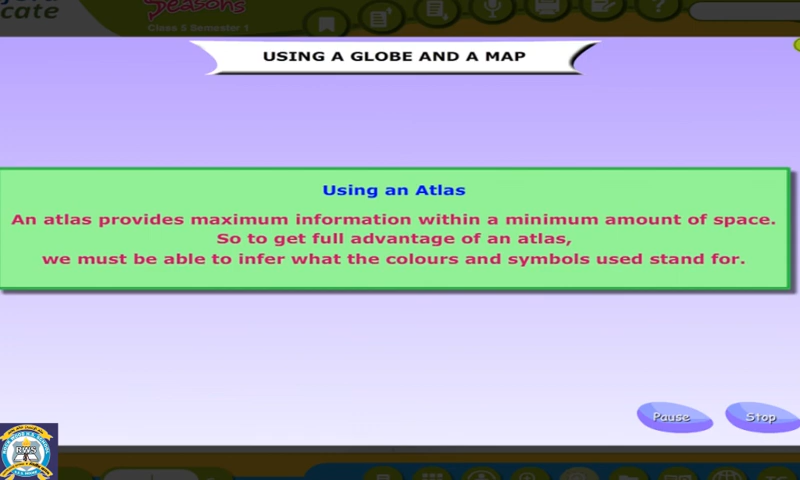 cate
Seasons
Class 5 Semester 1
?
USING A GLOBE AND A MAP
Using an Atlas
An atlas provides maximum information within a minimum amount of space.
So to get full advantage of an atlas,
we must be able to infer what the colours and symbols used stand for.
Pause
Stop
RWS